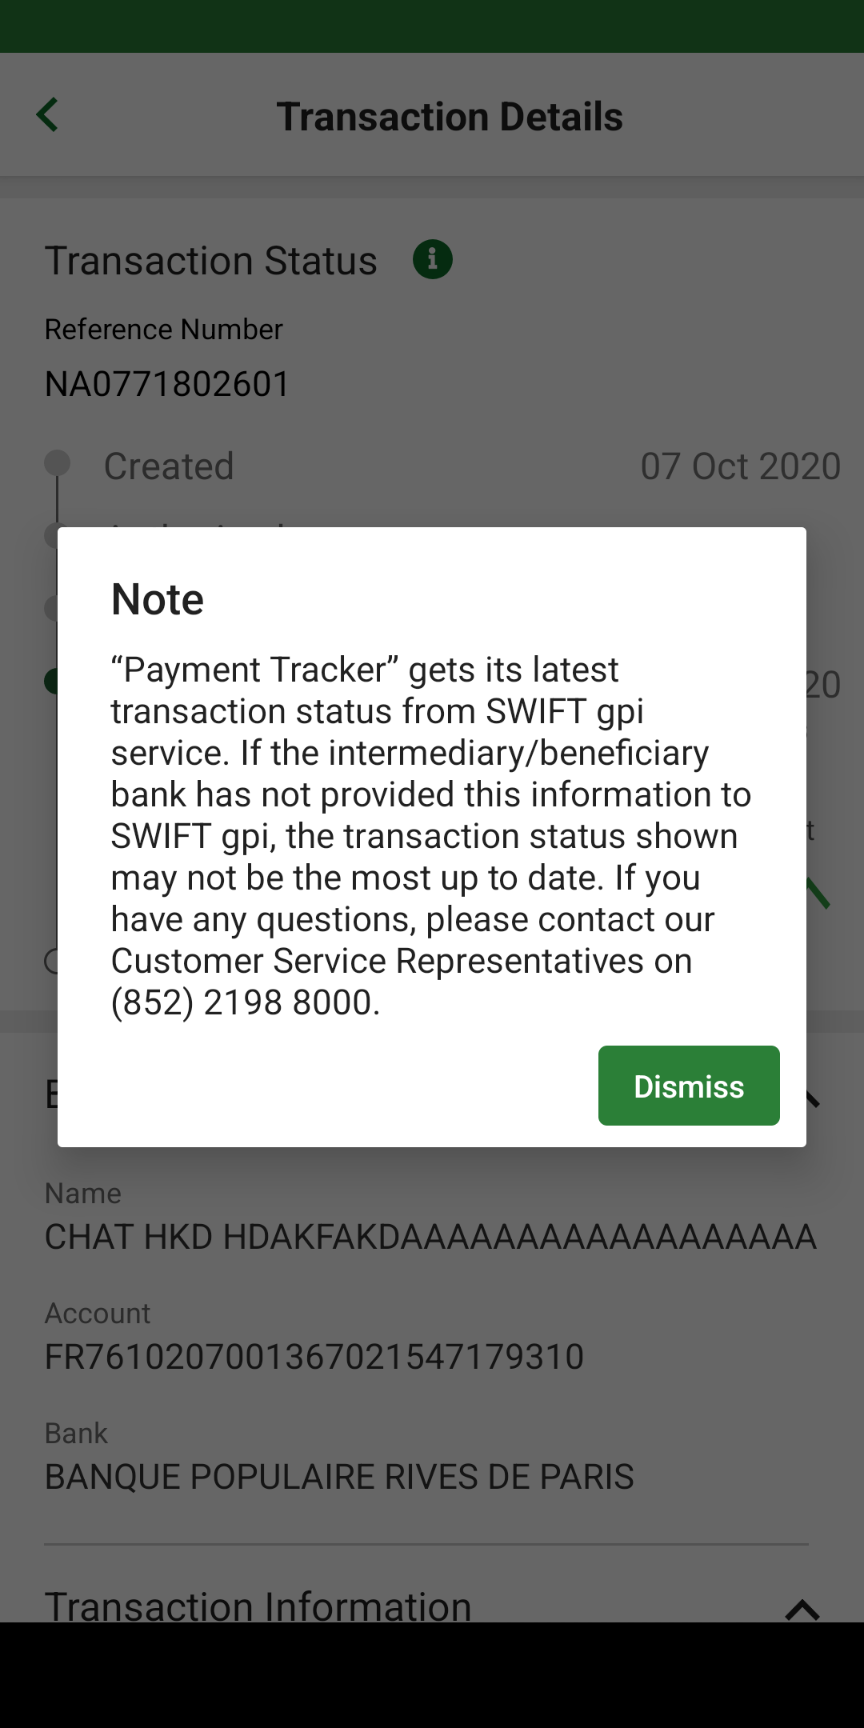 Transaction Details
Transaction Status
Reference Number
NA0771802601
Created 07 Oct 2020
Note
“Payment Tracker” gets its latest
transaction status from SWIFT gpi
service. If the intermediary/beneficiary
bank has not provided this information to
SWIFT gpi, the transaction status shown
may not be the most up to date. If you
have any questions, please contact our
Customer Service Representatives on
(852) 2198 8000.
Dismiss
Name
CHAT HKD HDAKFAKDAAAAAAAAAAAAAAAAAA
Account
FR7610207001367021547179310
Bank
BANQUE POPULAIRE RIVES DE PARIS
Transaction Information